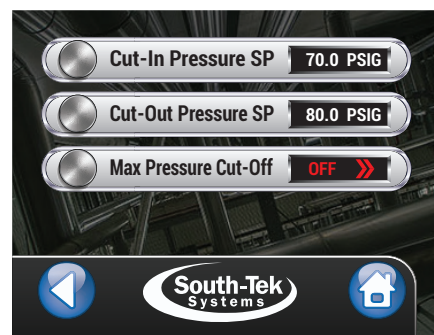 Cut-In Pressure SP 70.0 PSIG
Cut-Out Pressure SP 80.0 PSIG
Max Pressure Cut-Off OFF »
South-Tek
Systems